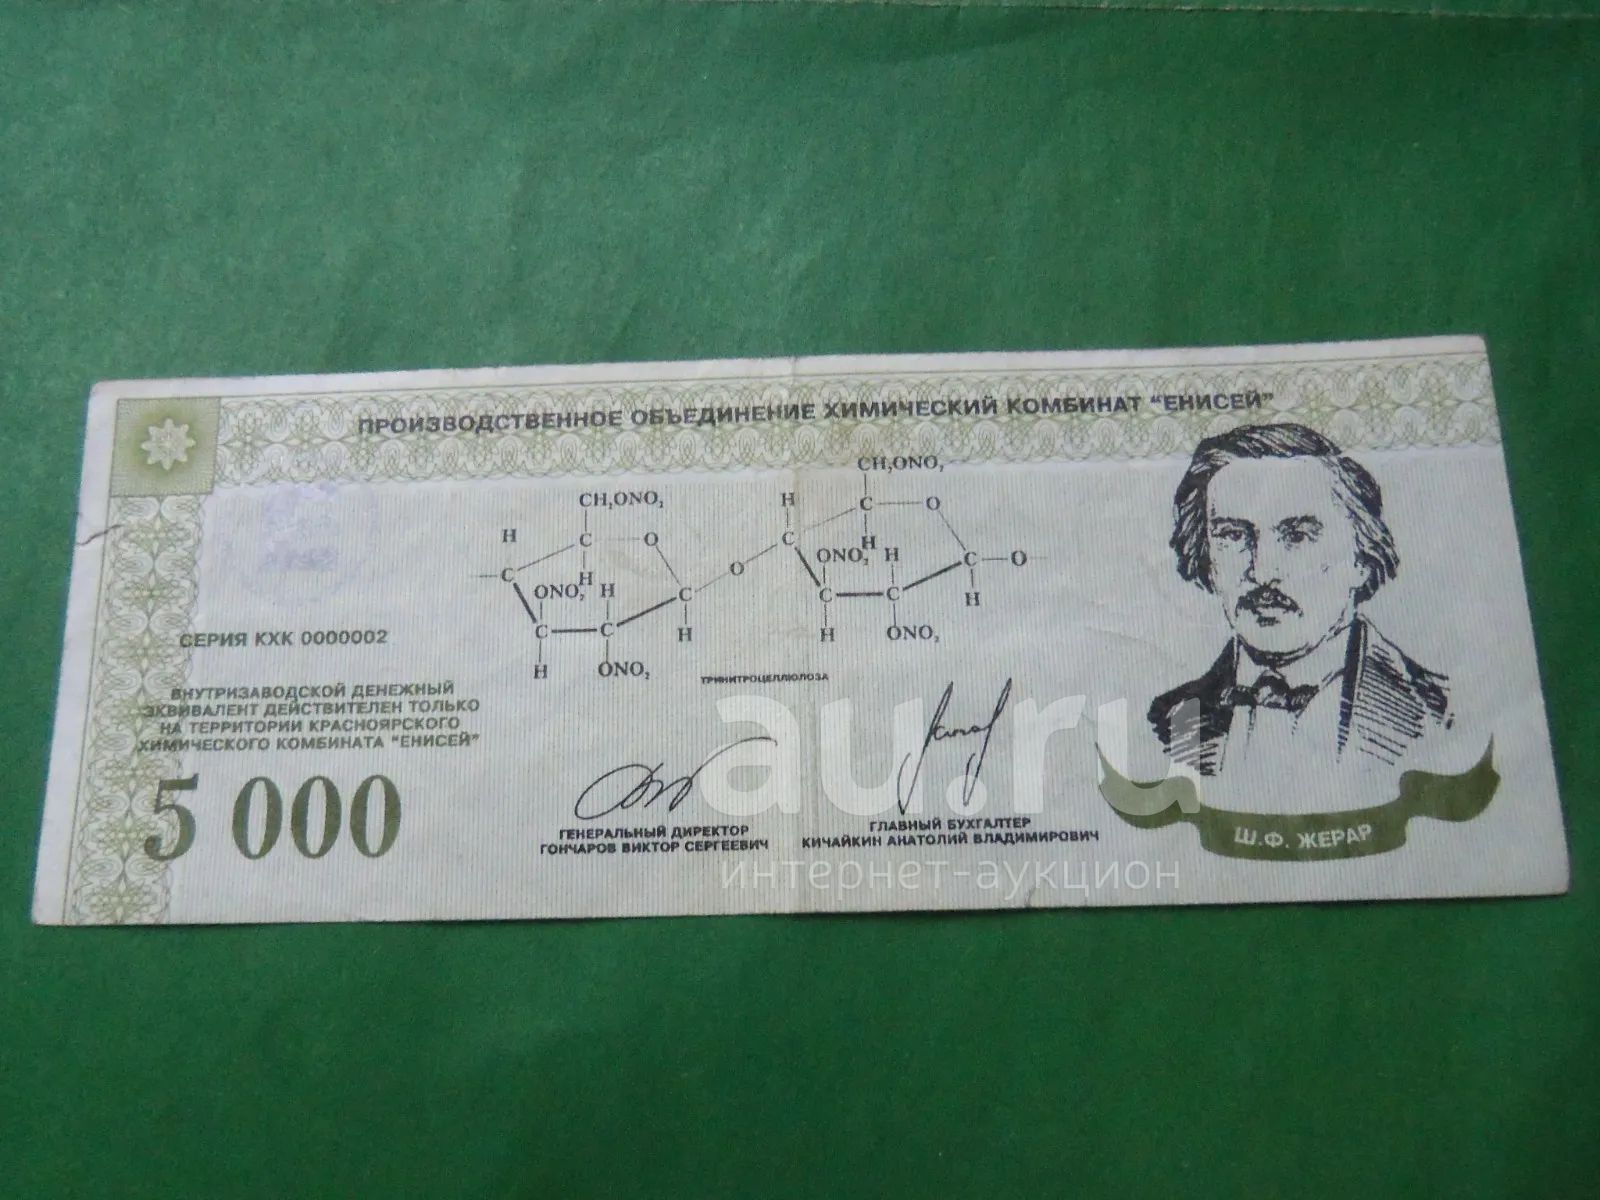 ПРОИЗВОДСТВЕННОЕ ОБЪЕДИНЕНИЕ ХИМИЧЕСКИЙ КОМБИНАТ "ЕНИСЕЙ"
CH₂ONO₂
CH₂ONO₂
H
H
C
O
C
O
C
O
C
ONO₂
H
H
C
ONO₂
H
H
C
O
C
C
H
C
C
H
H
ONO₂
H
ONO₂
ТРИНИТРОЦЕЛЛЮЛОЗА
СЕРИЯ КХК 0000002
ВНУТРИЗАВОДСКОЙ ДЕНЕЖНЫЙ
ЭКВИВАЛЕНТ ДЕЙСТВИТЕЛЕН ТОЛЬКО
НА ТЕРРИТОРИИ КРАСНОЯРСКОГО
ХИМИЧЕСКОГО КОМБИНАТА "ЕНИСЕЙ"
5 000
ГЕНЕРАЛЬНЫЙ ДИРЕКТОР
ГОНЧАРОВ ВИКТОР СЕРГЕЕВИЧ
ГЛАВНЫЙ БУХГАЛТЕР
КИЧАЙКИН АНАТОЛИЙ ВЛАДИМИРОВИЧ
Ш.Ф. ЖЕРАР
au.ru
интернет-аукцион